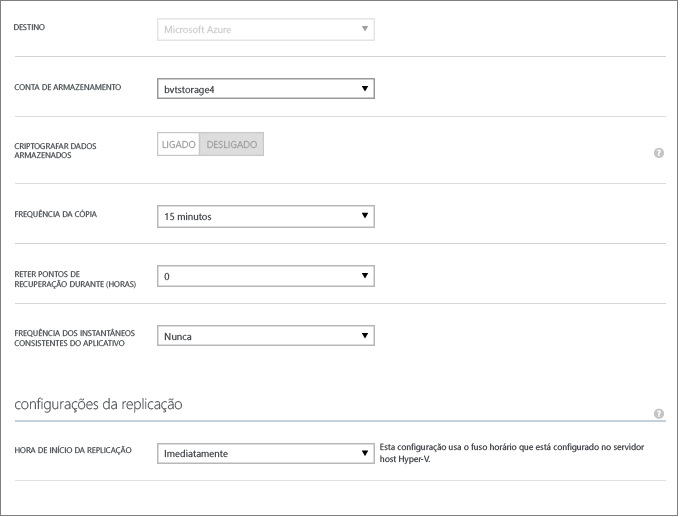 DESTINO
Microsoft Azure
CONTA DE ARMAZENAMENTO
bvtstorage4
CRIPTOGRAFAR DADOS
ARMAZENADOS
LIGADO DESLIGADO
?
FREQUÊNCIA DA CÓPIA
15 minutos
RETER PONTOS DE
RECUPERAÇÃO DURANTE (HORAS)
0
FREQUÊNCIA DOS INSTANTÂNEOS
CONSISTENTES DO APLICATIVO
Nunca
configurações da replicação
?
HORA DE INÍCIO DA REPLICAÇÃO
Imediatamente
Esta configuração usa o fuso horário que está configurado no servidor
host Hyper-V.